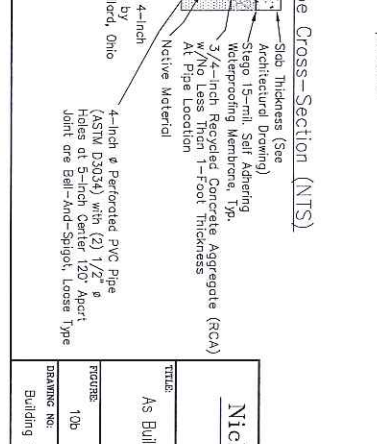 pe Cross-Section (NTS)
Slab Thickness (See
Architectural Drawing)
Stego 15-mil. Self Adhering
Waterproofing Membrane, Typ.
3/4-Inch Recycled Concrete Aggregate (RCA)
w/No Less Than 1-Foot Thickness
At Pipe Location
Native Material
4-Inch ø Perforated PVC Pipe
(ASTM D3034) with (2) 1/2" ø
Holes at 5-Inch Center 120° Apart
Joint are Bell-And-Spigot, Loose Type
4-Inch
by
lard, Ohio
Nic
TITLE:
As Buil
FIGURE:
10b
DRAWING NO:
Building